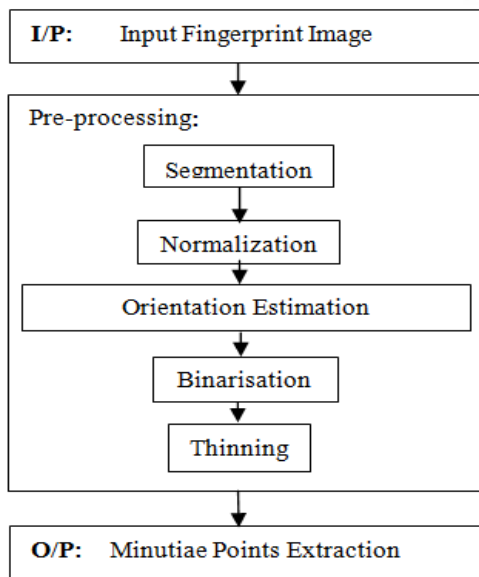 I/P: Input Fingerprint Image
Pre-processing:
Segmentation
Normalization
Orientation Estimation
Binarisation
Thinning
O/P: Minutiae Points Extraction